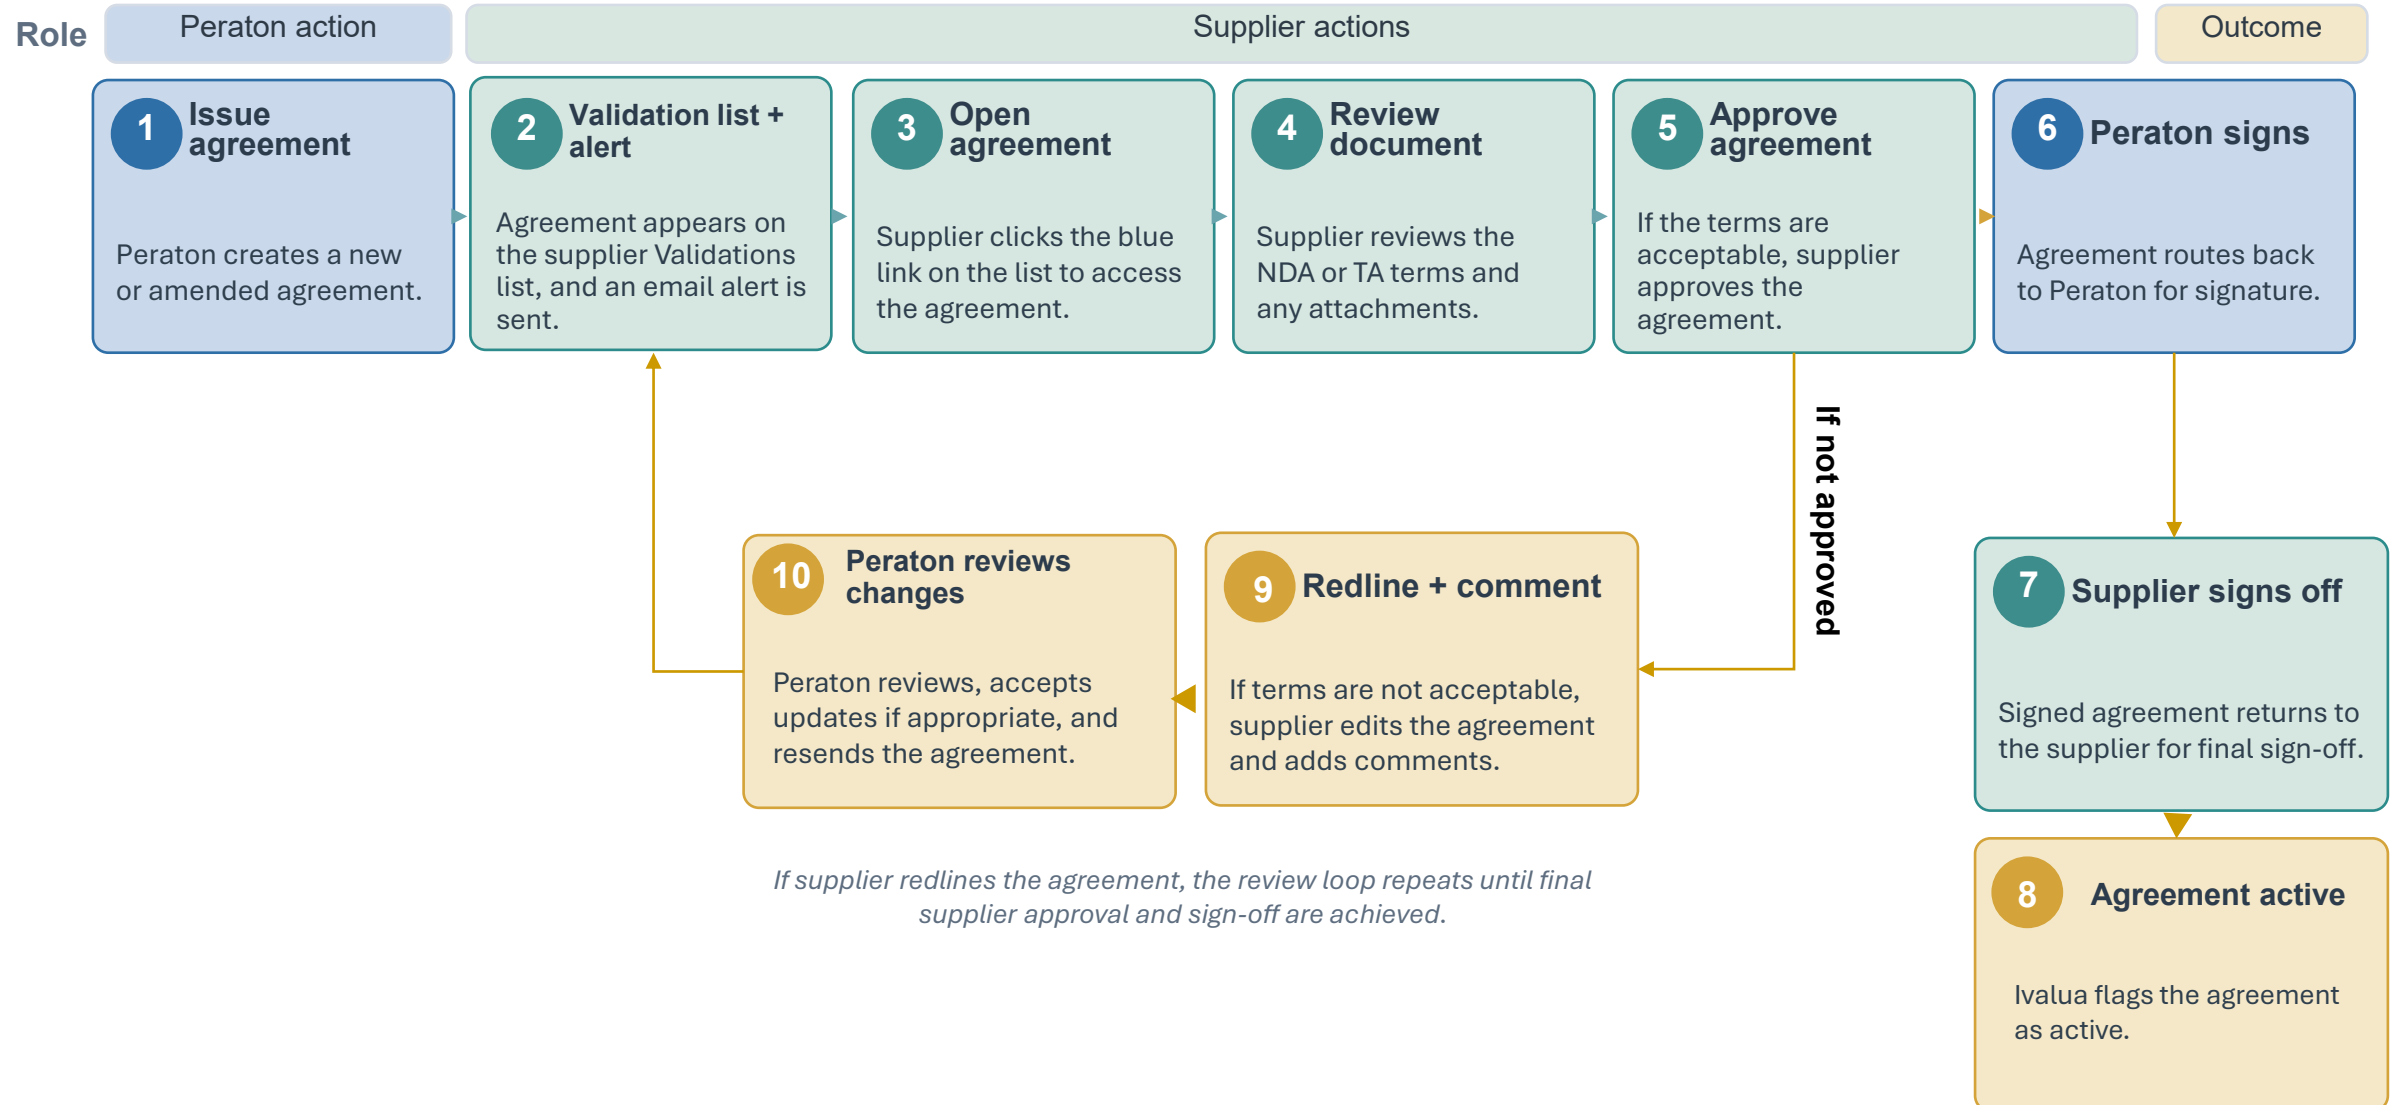 Role
Peraton action
Supplier actions
Outcome
1
Issue
agreement
Peraton creates a new
or amended agreement.
2
Validation list +
alert
Agreement appears on
the supplier Validations
list, and an email alert is
sent.
3
Open
agreement
Supplier clicks the blue
link on the list to access
the agreement.
4
Review
document
Supplier reviews the
NDA or TA terms and
any attachments.
5
Approve
agreement
If the terms are
acceptable, supplier
approves the
agreement.
6
Peraton signs
Agreement routes back
to Peraton for signature.
If not approved
7
Supplier signs off
Signed agreement returns to
the supplier for final sign-off.
8
Agreement active
Ivalua flags the agreement
as active.
9
Redline + comment
If terms are not acceptable,
supplier edits the agreement
and adds comments.
10
Peraton reviews
changes
Peraton reviews, accepts
updates if appropriate, and
resends the agreement.
If supplier redlines the agreement, the review loop repeats until final
supplier approval and sign-off are achieved.